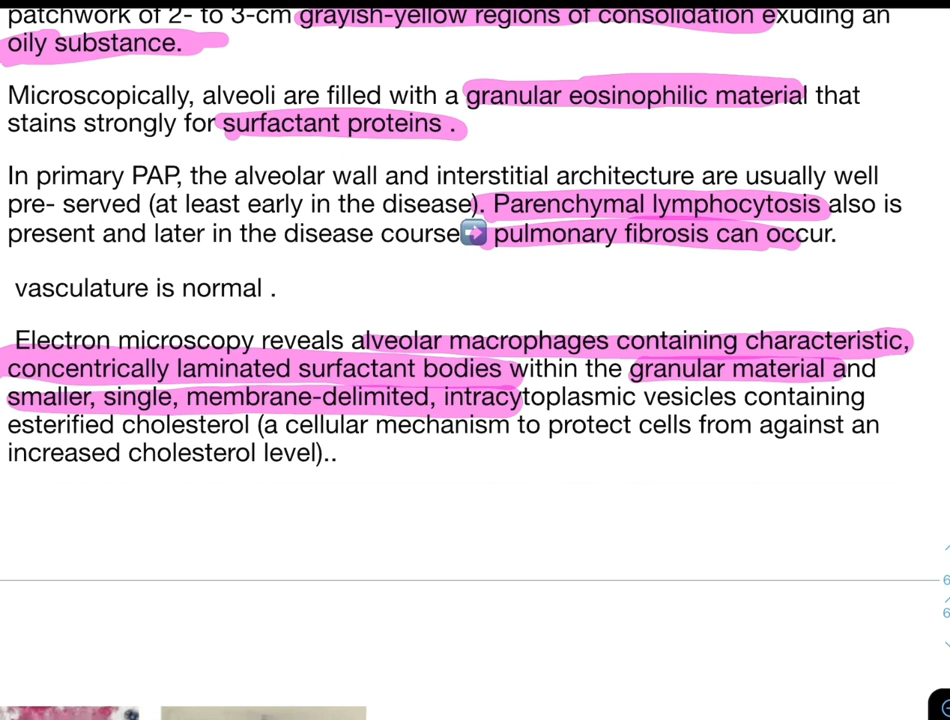 patchwork of 2- to 3-cm grayish-yellow regions of consolidation exuding an
oily substance.
Microscopically, alveoli are filled with a granular eosinophilic material that
stains strongly for surfactant proteins .
In primary PAP, the alveolar wall and interstitial architecture are usually well
pre- served (at least early in the disease). Parenchymal lymphocytosis also is
present and later in the disease course➡️ pulmonary fibrosis can occur.
vasculature is normal .
Electron microscopy reveals alveolar macrophages containing characteristic,
concentrically laminated surfactant bodies within the granular material and
smaller, single, membrane-delimited, intracytoplasmic vesicles containing
esterified cholesterol (a cellular mechanism to protect cells from against an
increased cholesterol level)..
6
6